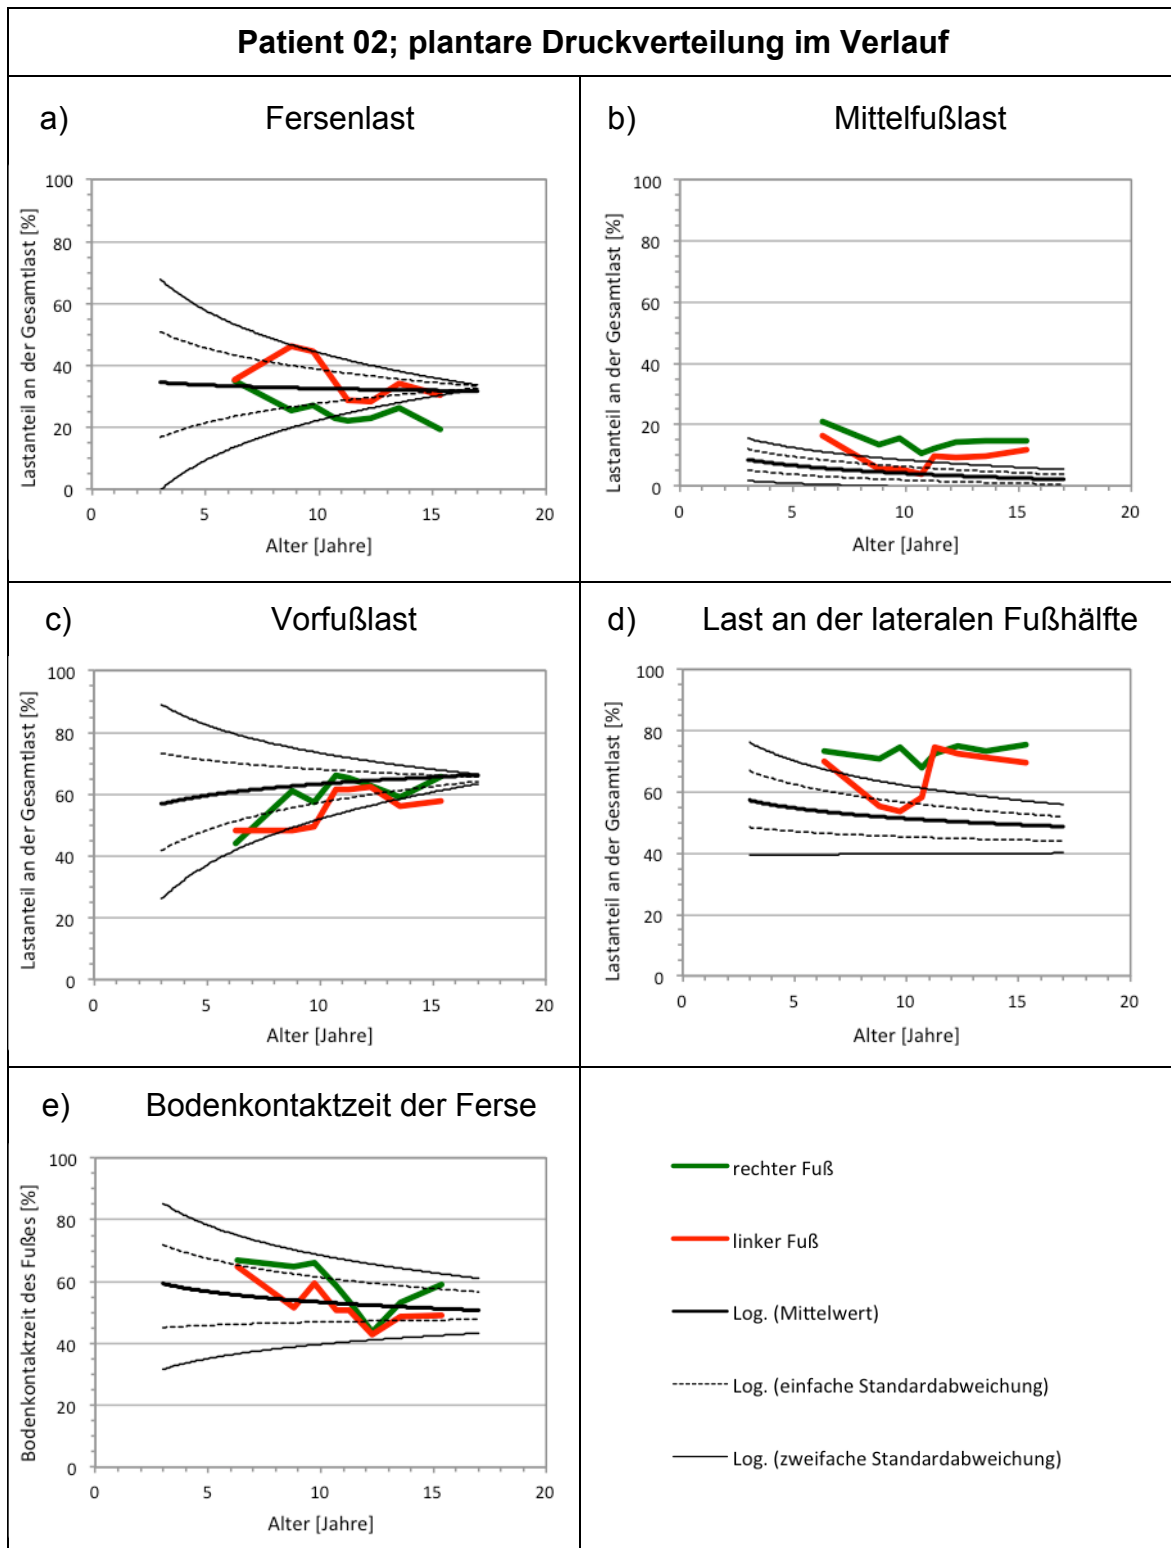 Patient 02; plantare Druckverteilung im Verlauf
a) Fersenlast
Lastanteil an der Gesamtlast [%]
100
80
60
40
20
0
0 5 10 15 20
Alter [Jahre]
b) Mittelfußlast
Lastanteil an der Gesamtlast [%]
100
80
60
40
20
0
0 5 10 15 20
Alter [Jahre]
c) Vorfußlast
Lastanteil an der Gesamtlast [%]
100
80
60
40
20
0
0 5 10 15 20
Alter [Jahre]
d) Last an der lateralen Fußhälfte
Lastanteil an der Gesamtlast [%]
100
80
60
40
20
0
0 5 10 15 20
Alter [Jahre]
e) Bodenkontaktzeit der Ferse
Bodenkontaktzeit des Fußes [%]
100
80
60
40
20
0
0 5 10 15 20
Alter [Jahre]
rechter Fuß
linker Fuß
Log. (Mittelwert)
Log. (einfache Standardabweichung)
Log. (zweifache Standardabweichung)